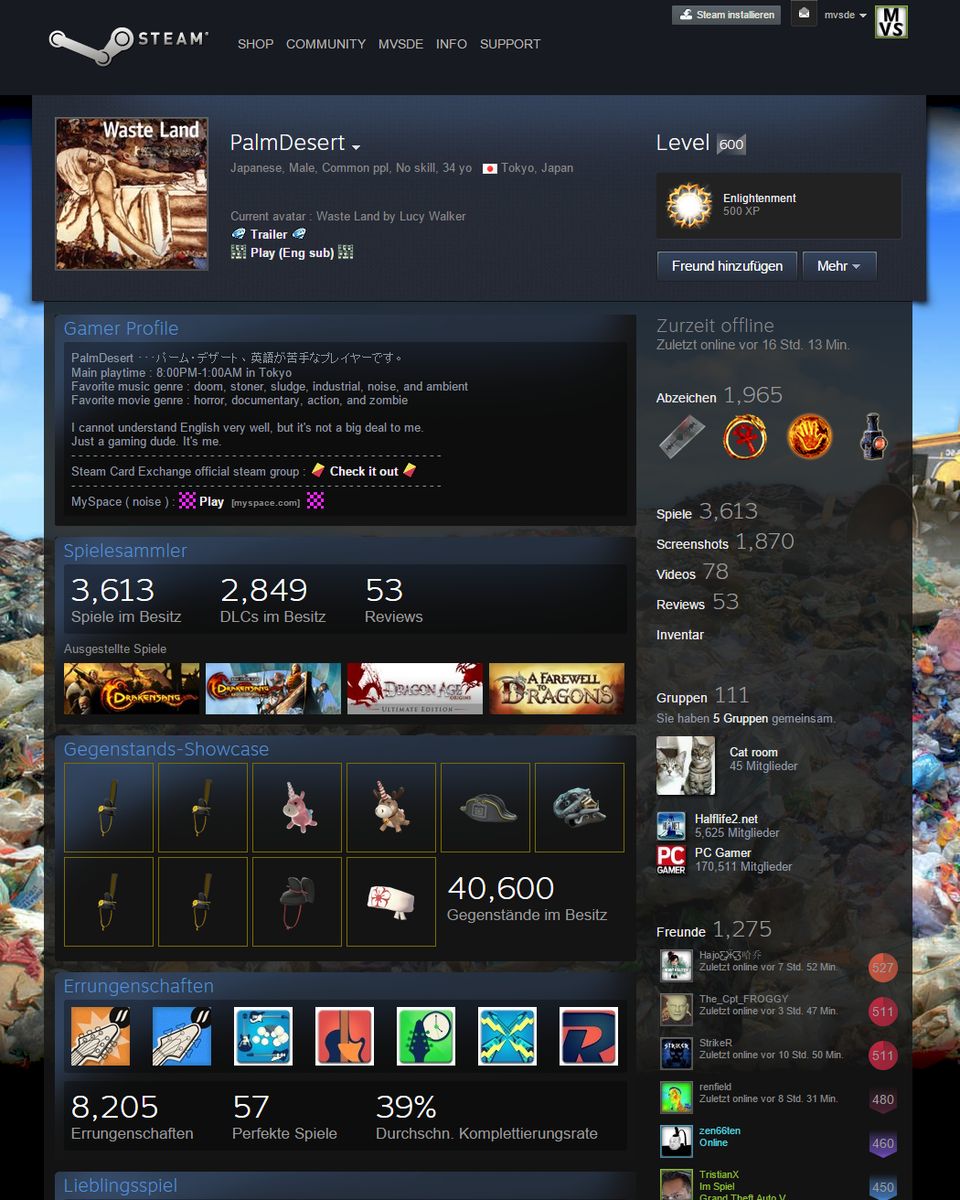 Steam installieren
mvsde
MVS
STEAM
SHOP COMMUNITY MVSDE INFO SUPPORT
Waste Land
PalmDesert
Japanese, Male, Common ppl, No skill, 34 yo Tokyo, Japan
Current avatar : Waste Land by Lucy Walker
Trailer
Play (Eng sub)
Level 600
Enlightenment
500 XP
Freund hinzufügen
Mehr
Gamer Profile
PalmDesert ･･･パーム･デザート、英語が苦手なプレイヤーです。
Main playtime : 8:00PM-1:00AM in Tokyo
Favorite music genre : doom, stoner, sludge, industrial, noise, and ambient
Favorite movie genre : horror, documentary, action, and zombie
I cannot understand English very well, but it's not a big deal to me.
Just a gaming dude. It's me.
Steam Card Exchange official steam group : Check it out
MySpace ( noise ) : Play [myspace.com]
Spielesammler
3,613 2,849 53
Spiele im Besitz DLCs im Besitz Reviews
Ausgestellte Spiele
DRAKENSANG
DRAKENSANG
DRAGON AGE ORIGINS
ULTIMATE EDITION
A FAREWELL TO DRAGONS
Gegenstands-Showcase
40,600
Gegenstände im Besitz
Errungenschaften
8,205 57 39%
Errungenschaften Perfekte Spiele Durchschn. Komplettierungsrate
Lieblingsspiel
Zurzeit offline
Zuletzt online vor 16 Std. 13 Min.
Abzeichen 1,965
Spiele 3,613
Screenshots 1,870
Videos 78
Reviews 53
Inventar
Gruppen 111
Sie haben 5 Gruppen gemeinsam.
Cat room
45 Mitglieder
Halflife2.net
5,625 Mitglieder
PC GAMER
PC Gamer
170,511 Mitglieder
Freunde 1,275
Zuletzt online vor 7 Std. 52 Min.
527
The_Cpt_FROGGY
Zuletzt online vor 3 Std. 47 Min.
511
STRIKER
StrikeR
Zuletzt online vor 10 Std. 50 Min.
511
renfield
Zuletzt online vor 8 Std. 31 Min.
480
zen66ten
Online
460
TristianX
Im Spiel
Grand Theft Auto V
450